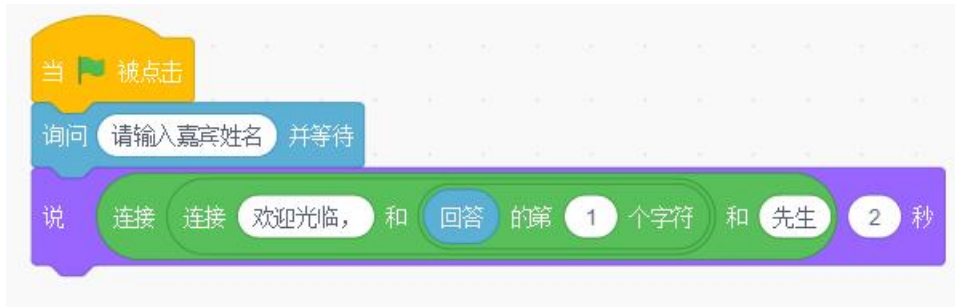 当 被点击
询问 请输入嘉宾姓名 并等待
说 连接 连接 欢迎光临， 和 回答 的第 1 个字符 和 先生 2 秒